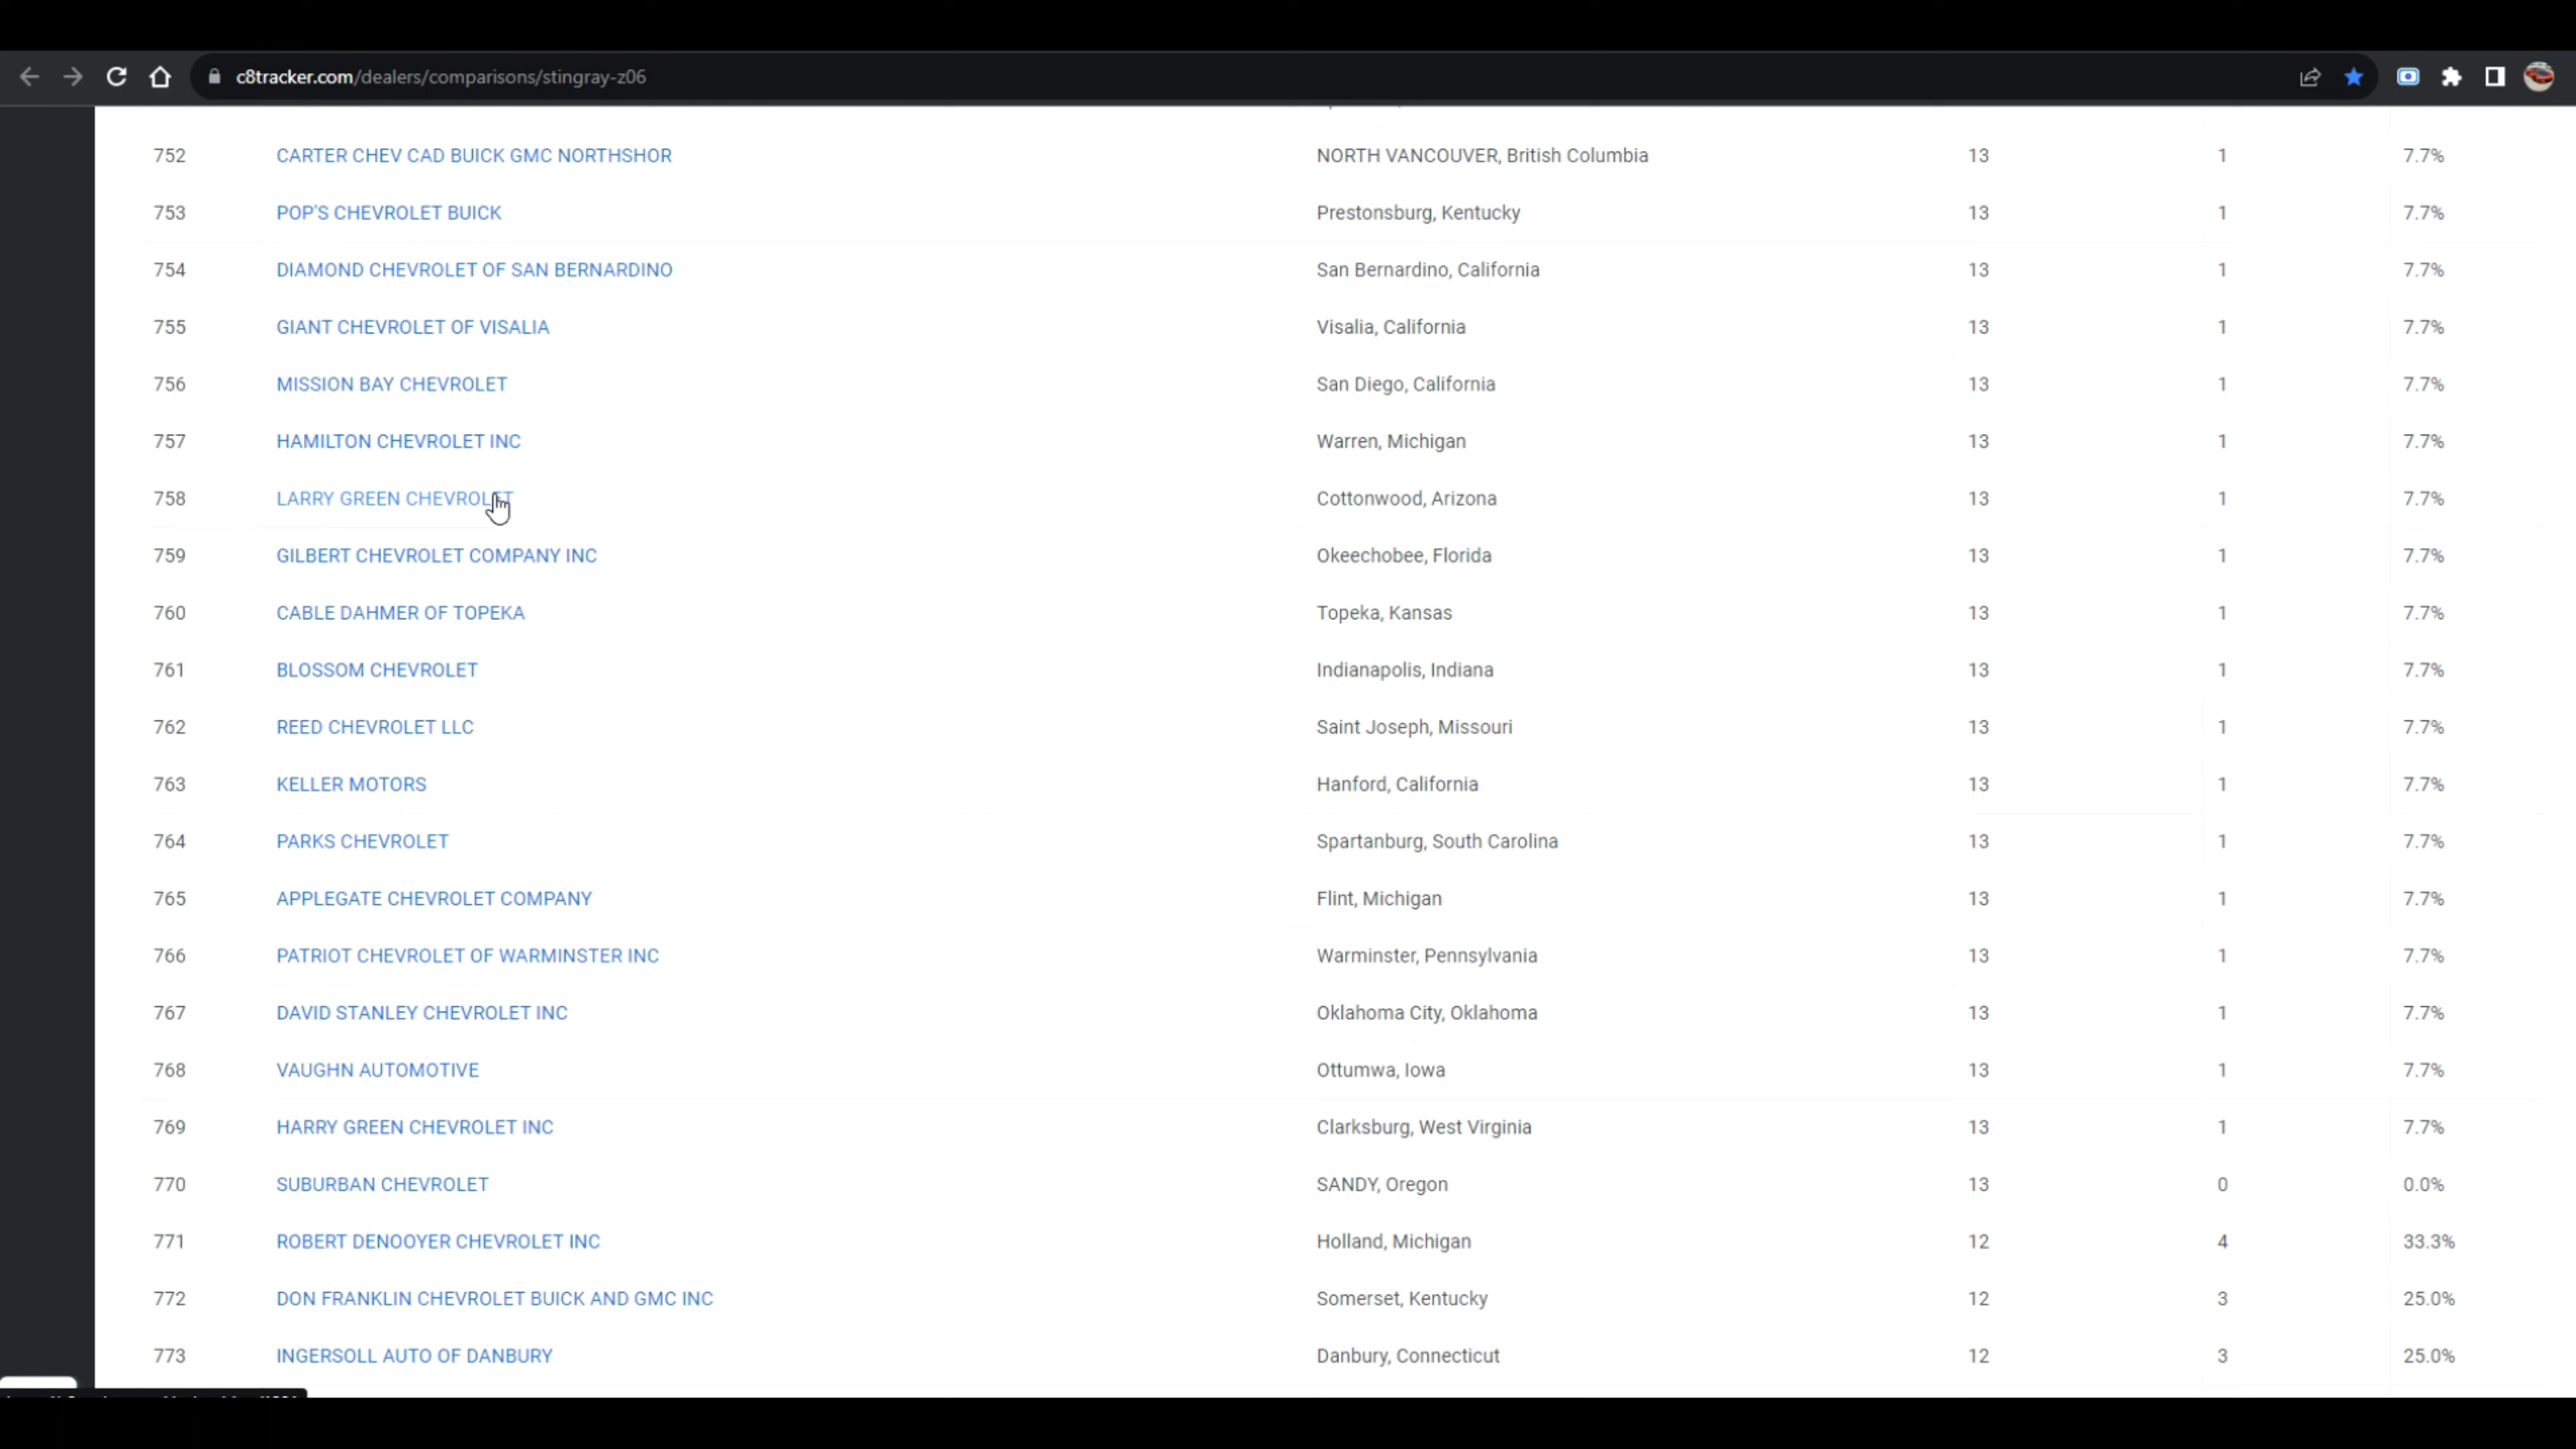 c8tracker.com/dealers/comparisons/stingray-z06
752 CARTER CHEV CAD BUICK GMC NORTHSHOR NORTH VANCOUVER, British Columbia 13 1 7.7%
753 POP'S CHEVROLET BUICK Prestonsburg, Kentucky 13 1 7.7%
754 DIAMOND CHEVROLET OF SAN BERNARDINO San Bernardino, California 13 1 7.7%
755 GIANT CHEVROLET OF VISALIA Visalia, California 13 1 7.7%
756 MISSION BAY CHEVROLET San Diego, California 13 1 7.7%
757 HAMILTON CHEVROLET INC Warren, Michigan 13 1 7.7%
758 LARRY GREEN CHEVROLET Cottonwood, Arizona 13 1 7.7%
759 GILBERT CHEVROLET COMPANY INC Okeechobee, Florida 13 1 7.7%
760 CABLE DAHMER OF TOPEKA Topeka, Kansas 13 1 7.7%
761 BLOSSOM CHEVROLET Indianapolis, Indiana 13 1 7.7%
762 REED CHEVROLET LLC Saint Joseph, Missouri 13 1 7.7%
763 KELLER MOTORS Hanford, California 13 1 7.7%
764 PARKS CHEVROLET Spartanburg, South Carolina 13 1 7.7%
765 APPLEGATE CHEVROLET COMPANY Flint, Michigan 13 1 7.7%
766 PATRIOT CHEVROLET OF WARMINSTER INC Warminster, Pennsylvania 13 1 7.7%
767 DAVID STANLEY CHEVROLET INC Oklahoma City, Oklahoma 13 1 7.7%
768 VAUGHN AUTOMOTIVE Ottumwa, Iowa 13 1 7.7%
769 HARRY GREEN CHEVROLET INC Clarksburg, West Virginia 13 1 7.7%
770 SUBURBAN CHEVROLET SANDY, Oregon 13 0 0.0%
771 ROBERT DENOOYER CHEVROLET INC Holland, Michigan 12 4 33.3%
772 DON FRANKLIN CHEVROLET BUICK AND GMC INC Somerset, Kentucky 12 3 25.0%
773 INGERSOLL AUTO OF DANBURY Danbury, Connecticut 12 3 25.0%